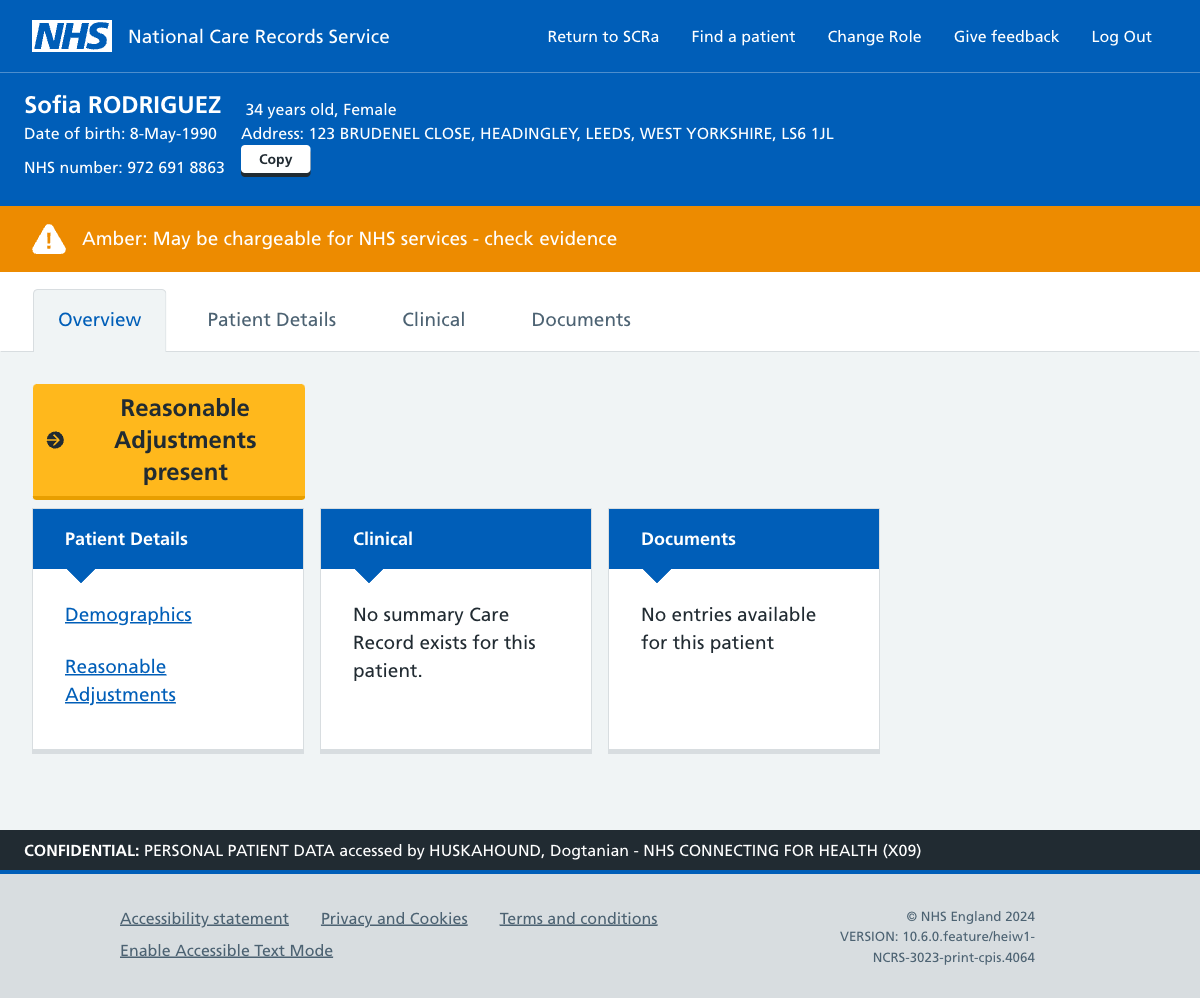 NHS National Care Records Service
Return to SCRa Find a patient Change Role Give feedback Log Out
Sofia RODRIGUEZ 34 years old, Female
Date of birth: 8-May-1990 Address: 123 BRUDENEL CLOSE, HEADINGLEY, LEEDS, WEST YORKSHIRE, LS6 1JL
NHS number: 972 691 8863 Copy
Amber: May be chargeable for NHS services - check evidence
Overview Patient Details Clinical Documents
Reasonable
Adjustments
present
Patient Details
Demographics
Reasonable
Adjustments
Clinical
No summary Care
Record exists for this
patient.
Documents
No entries available
for this patient
CONFIDENTIAL: PERSONAL PATIENT DATA accessed by HUSKAHOUND, Dogtanian - NHS CONNECTING FOR HEALTH (X09)
Accessibility statement Privacy and Cookies Terms and conditions
Enable Accessible Text Mode
© NHS England 2024
VERSION: 10.6.0.feature/heiw1-
NCRS-3023-print-cpis.4064